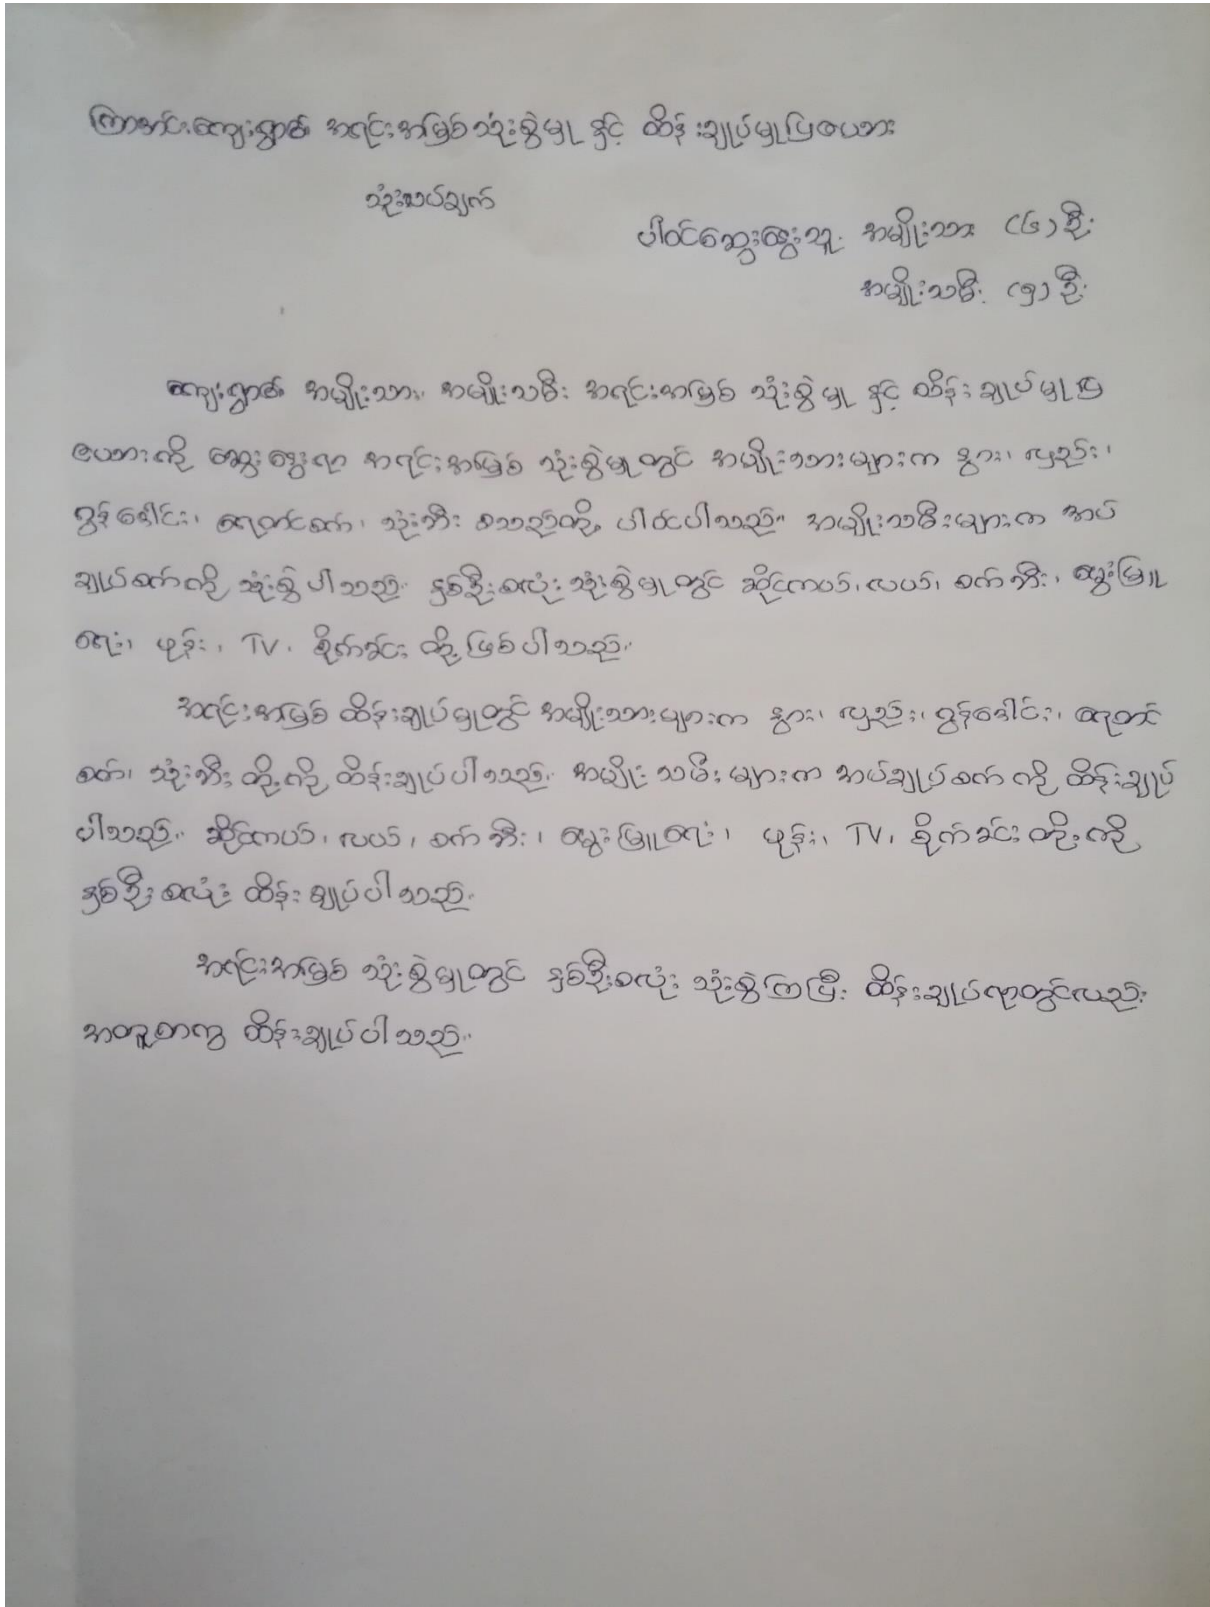 ကြာအင်းကျေးရွာ၏ အရင်းအမြစ်သုံးစွဲမှု နှင့် ထိန်းချုပ်မှုပြဇယား
သုံးသပ်ချက်
ပါဝင်ဆွေးနွေးသူ အမျိုးသား (၆) ဦး
အမျိုးသမီး (၅) ဦး
ကျေးရွာ၏ အမျိုးသား၊ အမျိုးသမီး အရင်းအမြစ် သုံးစွဲမှု နှင့် ထိန်းချုပ်မှုပြ
ဇယားကို ဆွေးနွေးရာ အရင်းအမြစ် သုံးစွဲမှုတွင် အမျိုးသားများက နွား၊ လှည်း၊
ဂွန်ဒေါင်း၊ ရေတင်စက်၊ သုံးဘီး စသည်တို့ ပါဝင်ပါသည်။ အမျိုးသမီးများက အပ်
ချုပ်စက်ကို သုံးစွဲပါသည်။ နှစ်ဦးစလုံး သုံးစွဲမှုတွင် ဆိုင်ကယ်၊ လယ်၊ စက်ဘီး၊ မွေးမြူ
ရေး၊ ဖုန်း၊ TV၊ စိုက်ခင်း တို့ဖြစ်ပါသည်။
အရင်းအမြစ် ထိန်းချုပ်မှုတွင် အမျိုးသားများက နွား၊ လှည်း၊ ဂွန်ဒေါင်း၊ ရေတင်
စက်၊ သုံးဘီး တို့ကို ထိန်းချုပ်ပါသည်။ အမျိုးသမီးများက အပ်ချုပ်စက်ကို ထိန်းချုပ်
ပါသည်။ ဆိုင်ကယ်၊ လယ်၊ စက်ဘီး၊ မွေးမြူရေး၊ ဖုန်း၊ TV၊ စိုက်ခင်းတို့ကို
နှစ်ဦးစလုံး ထိန်းချုပ်ပါသည်။
အရင်းအမြစ် သုံးစွဲမှုတွင် နှစ်ဦးစလုံး သုံးစွဲကြပြီး ထိန်းချုပ်ရာတွင်လည်း
အတူတကွ ထိန်းချုပ်ပါသည်။